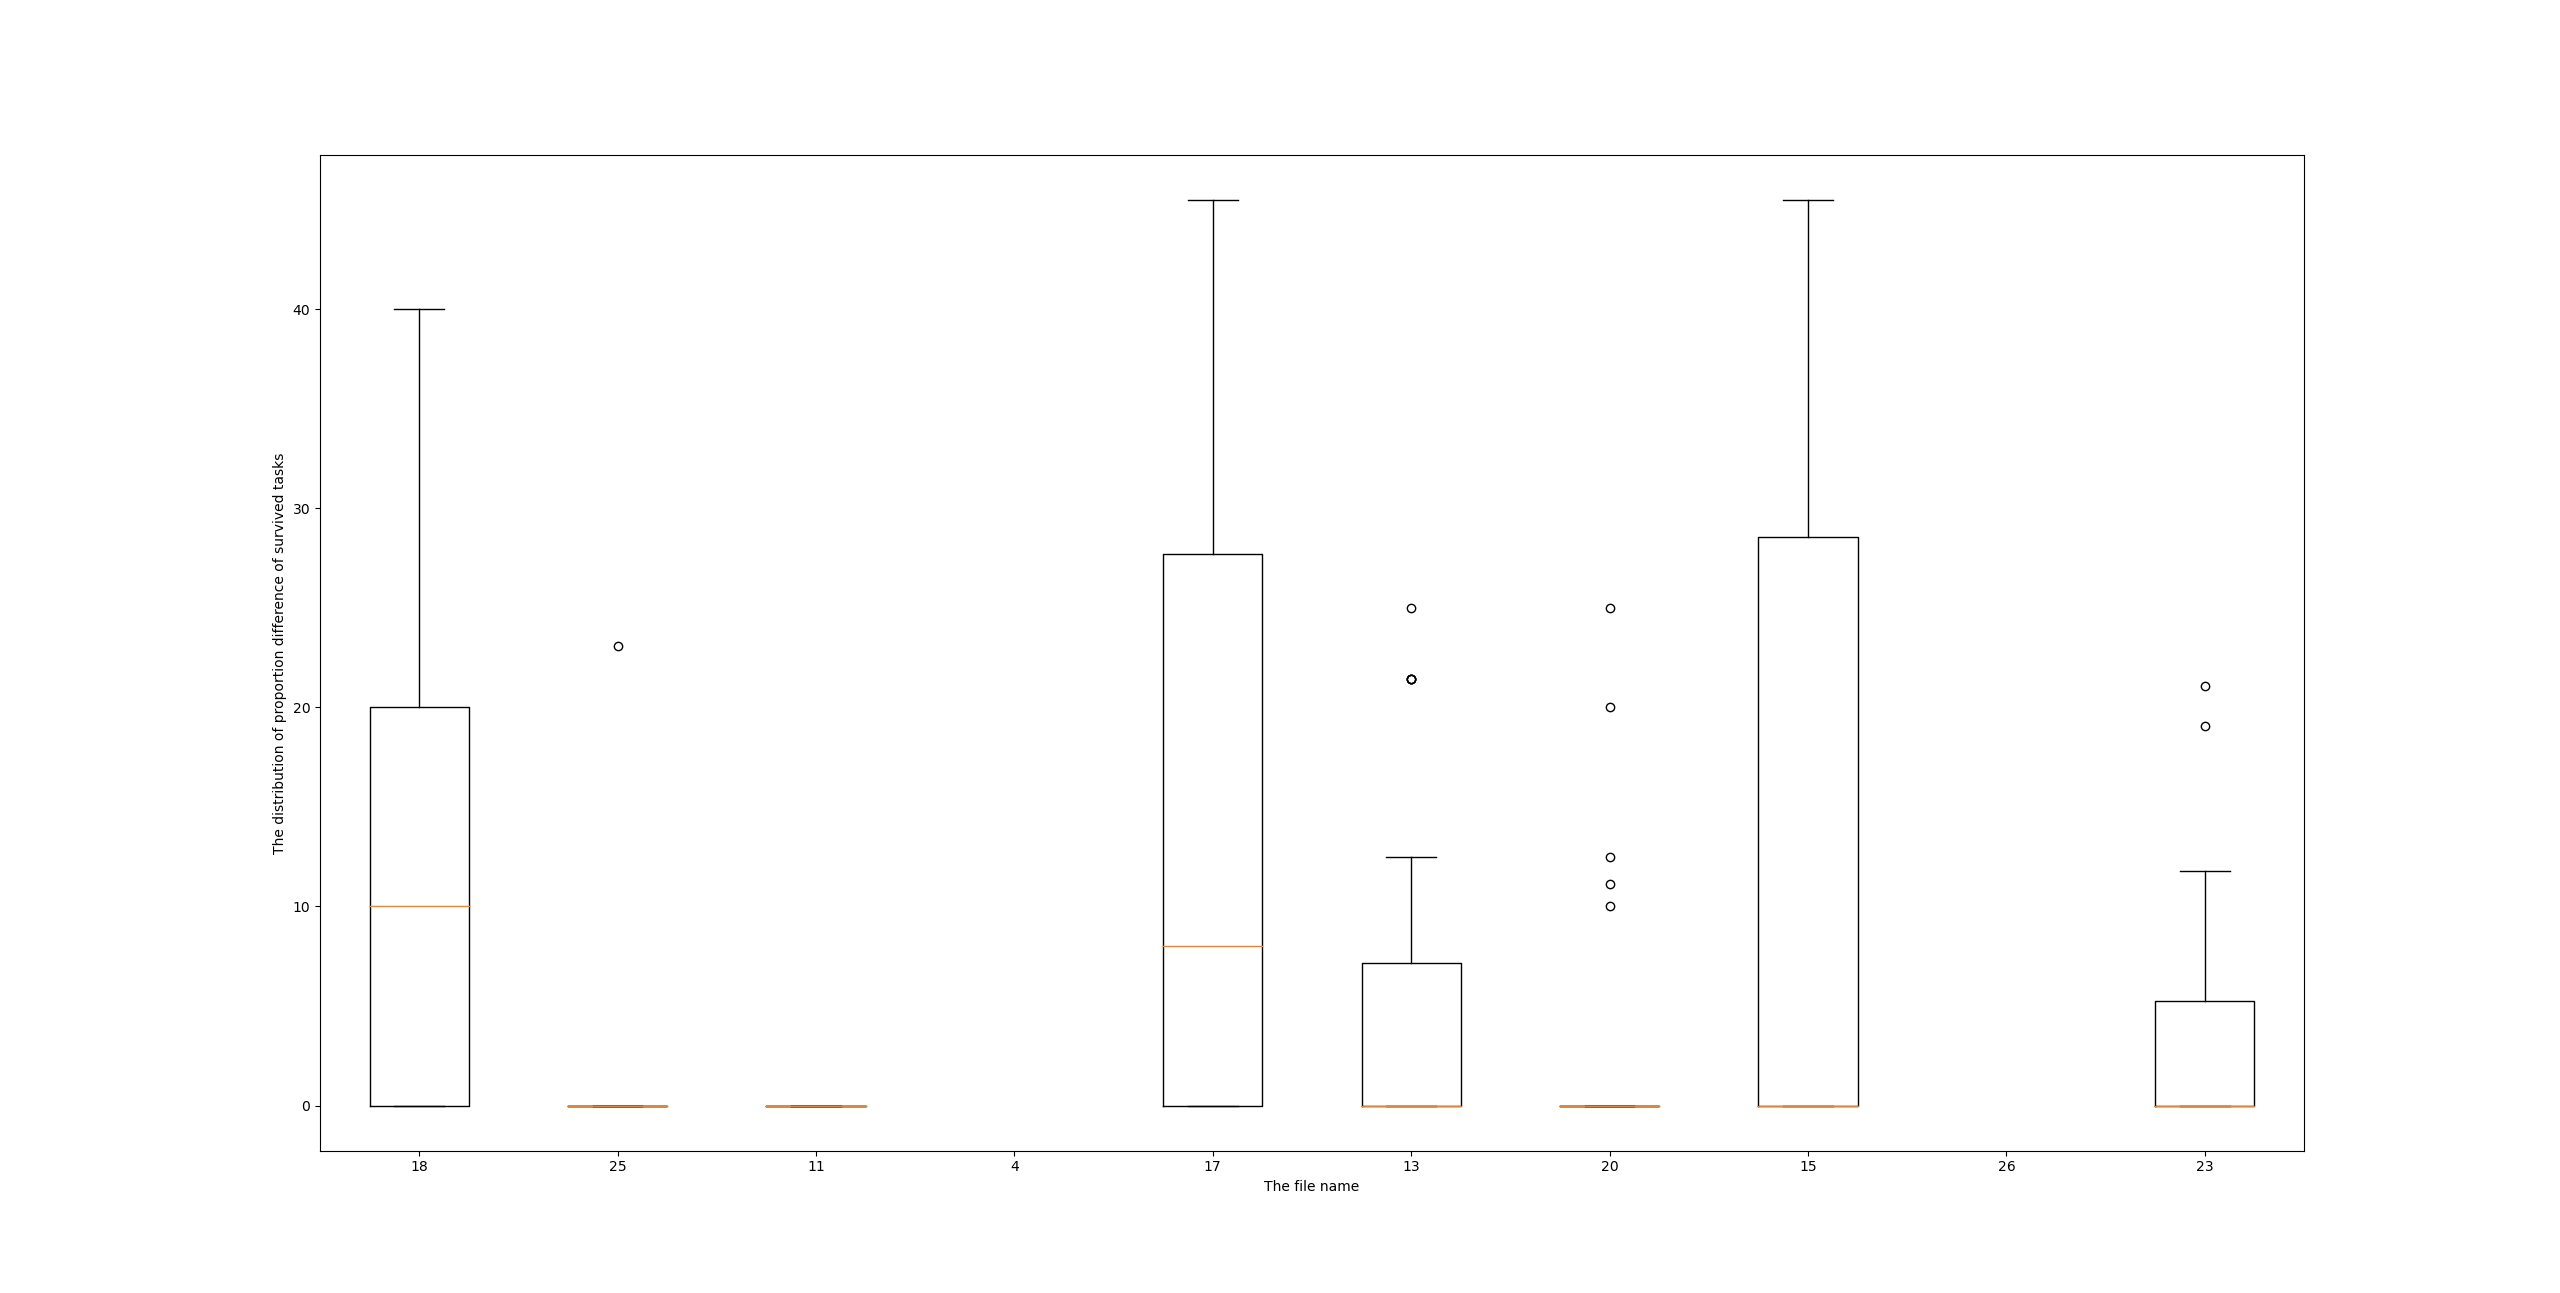 The distribution of proportion difference of survived tasks
40
30
20
10
0
18 25 11 4 17 13 20 15 26 23
The file name